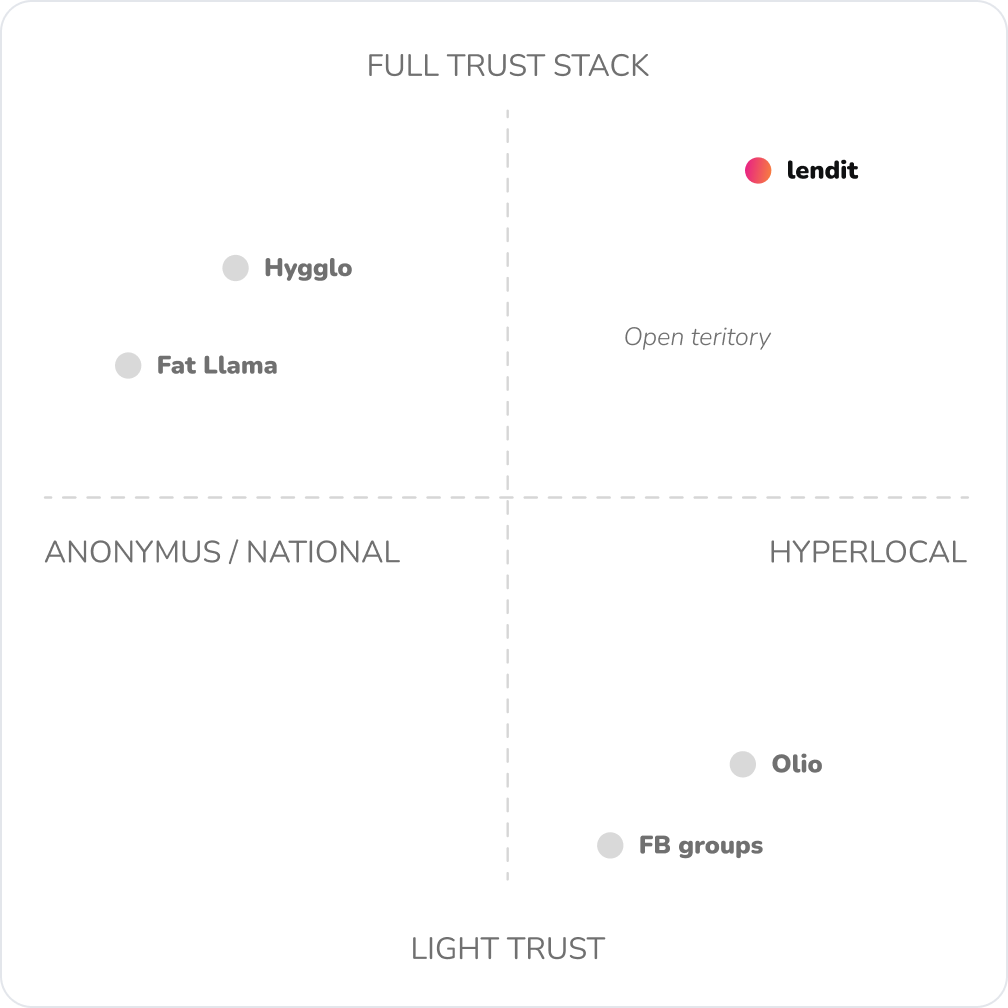 FULL TRUST STACK
lendit
Hygglo
Open teritory
Fat Llama
ANONYMUS / NATIONAL
HYPERLOCAL
Olio
FB groups
LIGHT TRUST